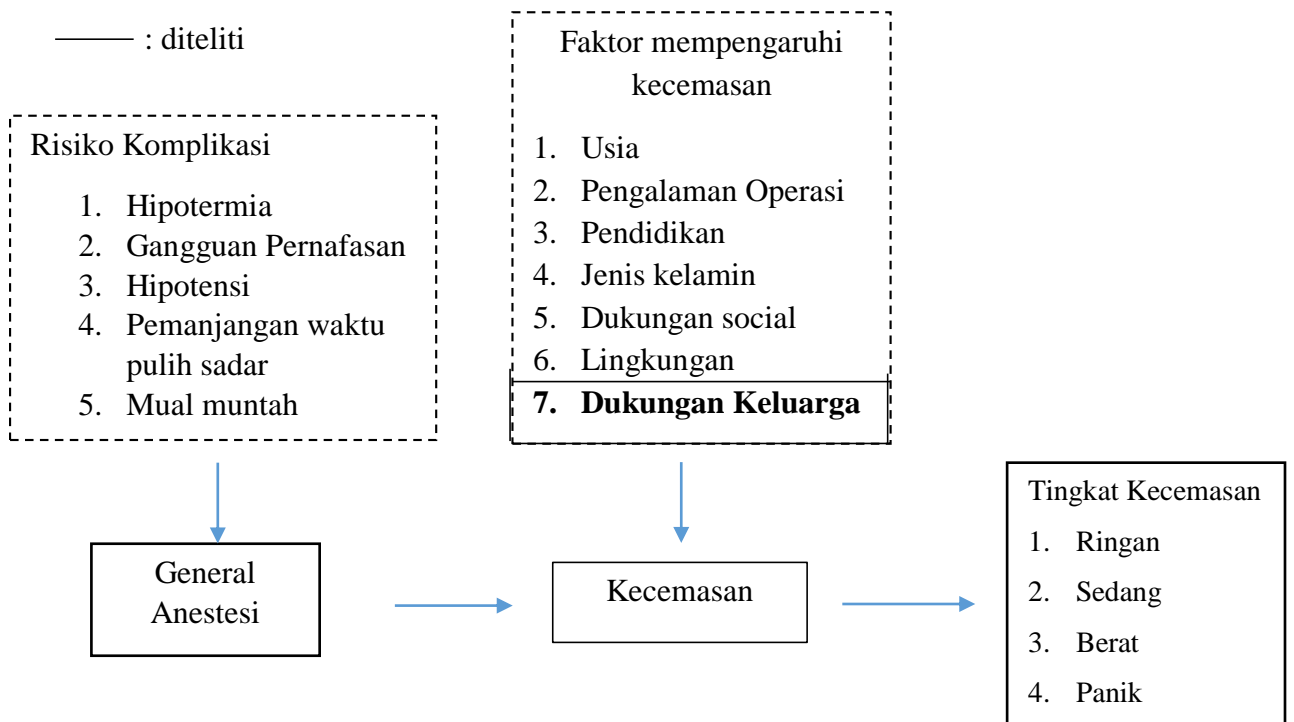 : diteliti
Faktor mempengaruhi
kecemasan
1. Usia
2. Pengalaman Operasi
3. Pendidikan
4. Jenis kelamin
5. Dukungan social
6. Lingkungan
7. Dukungan Keluarga
Risiko Komplikasi
1. Hipotermia
2. Gangguan Pernafasan
3. Hipotensi
4. Pemanjangan waktu
pulih sadar
5. Mual muntah
General
Anestesi
Kecemasan
Tingkat Kecemasan
1. Ringan
2. Sedang
3. Berat
4. Panik